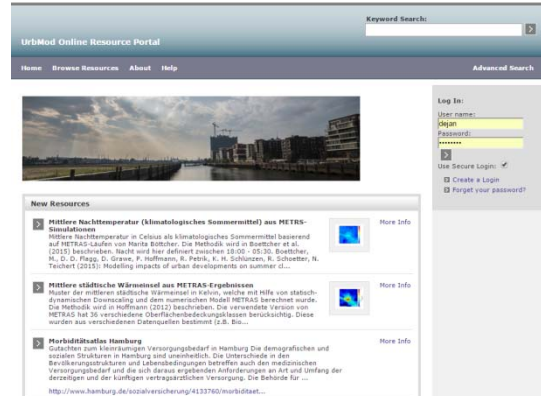 Keyword Search:
UrbMod Online Resource Portal
Home Browse Resources About Help Advanced Search
Log In:
User name:
dejan
Password:
••••••••
Use Secure Login:
Create a Login
Forget your password?
New Resources
Mittlere Nachttemperatur (klimatologisches Sommermittel) aus METRAS-
Simulationen
More Info
Mittlere Nachttemperatur in Celsius als klimatologisches Sommermittel basierend
auf METRAS-Läufen von Marita Böttcher. Die Methodik wird in Boettcher et al.
(2015) beschrieben. Nacht wird hier definiert zwischen 18:00 - 05:30. Boettcher,
M., D. D. Flagg, D. Grawe, P. Hoffmann, R. Petrik, K. H. Schlünzen, R. Schoetter, N.
Teichert (2015): Modelling impacts of urban developments on summer cl...
Mittlere städtische Wärmeinsel aus METRAS-Ergebnissen
More Info
Muster der mittleren städtische Wärmeinsel in Kelvin, welche mit Hilfe von statisch-
dynamischen Downscaling und dem numerischen Modell METRAS berechnet wurde.
Die Methodik wird in Hoffmann (2012) beschrieben. Die verwendete Version von
METRAS hat 36 verschiedene Oberflächenbedeckungsklassen berücksichtig. Diese
wurden aus verschiedenen Datenquellen bestimmt (z.B. Bio...
Morbiditätsatlas Hamburg
More Info
Gutachten zum kleinräumigen Versorgungsbedarf in Hamburg Die demografischen und
sozialen Strukturen in Hamburg sind uneinheitlich. Die Unterschiede in den
Bevölkerungsstrukturen und Lebensbedingungen betreffen auch den medizinischen
Versorgungsbedarf und die sich daraus ergebenden Anforderungen an Art und Umfang der
derzeitigen und der künftigen vertragsärztlichen Versorgung. Die Behörde für ...
http://www.hamburg.de/sozialversicherung/4133760/morbiditaet...